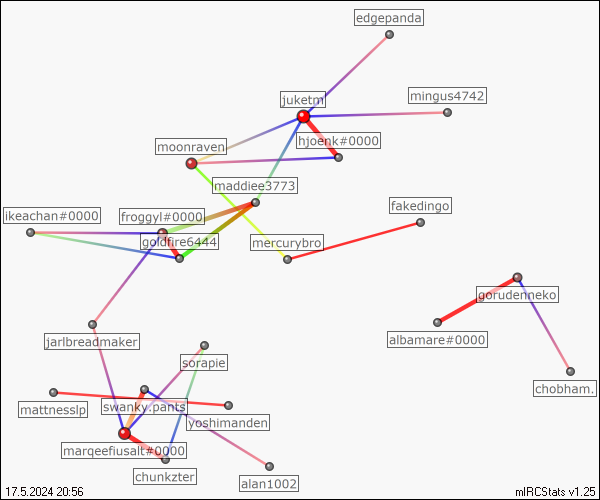 edgepanda
mingus4742
juketm
hjoenk#0000
moonraven
maddiee3773
fakedingo
ikeachan#0000
froggyl#0000
goldfire6444
mercurybro
gorudenneko
albamare#0000
jarlbreadmaker
sorapie
chobham.
mattnesslp
swanky.pants
yoshimanden
marqeefiusalt#0000
chunkzter
alan1002
17.5.2024 20:56
mIRCStats v1.25